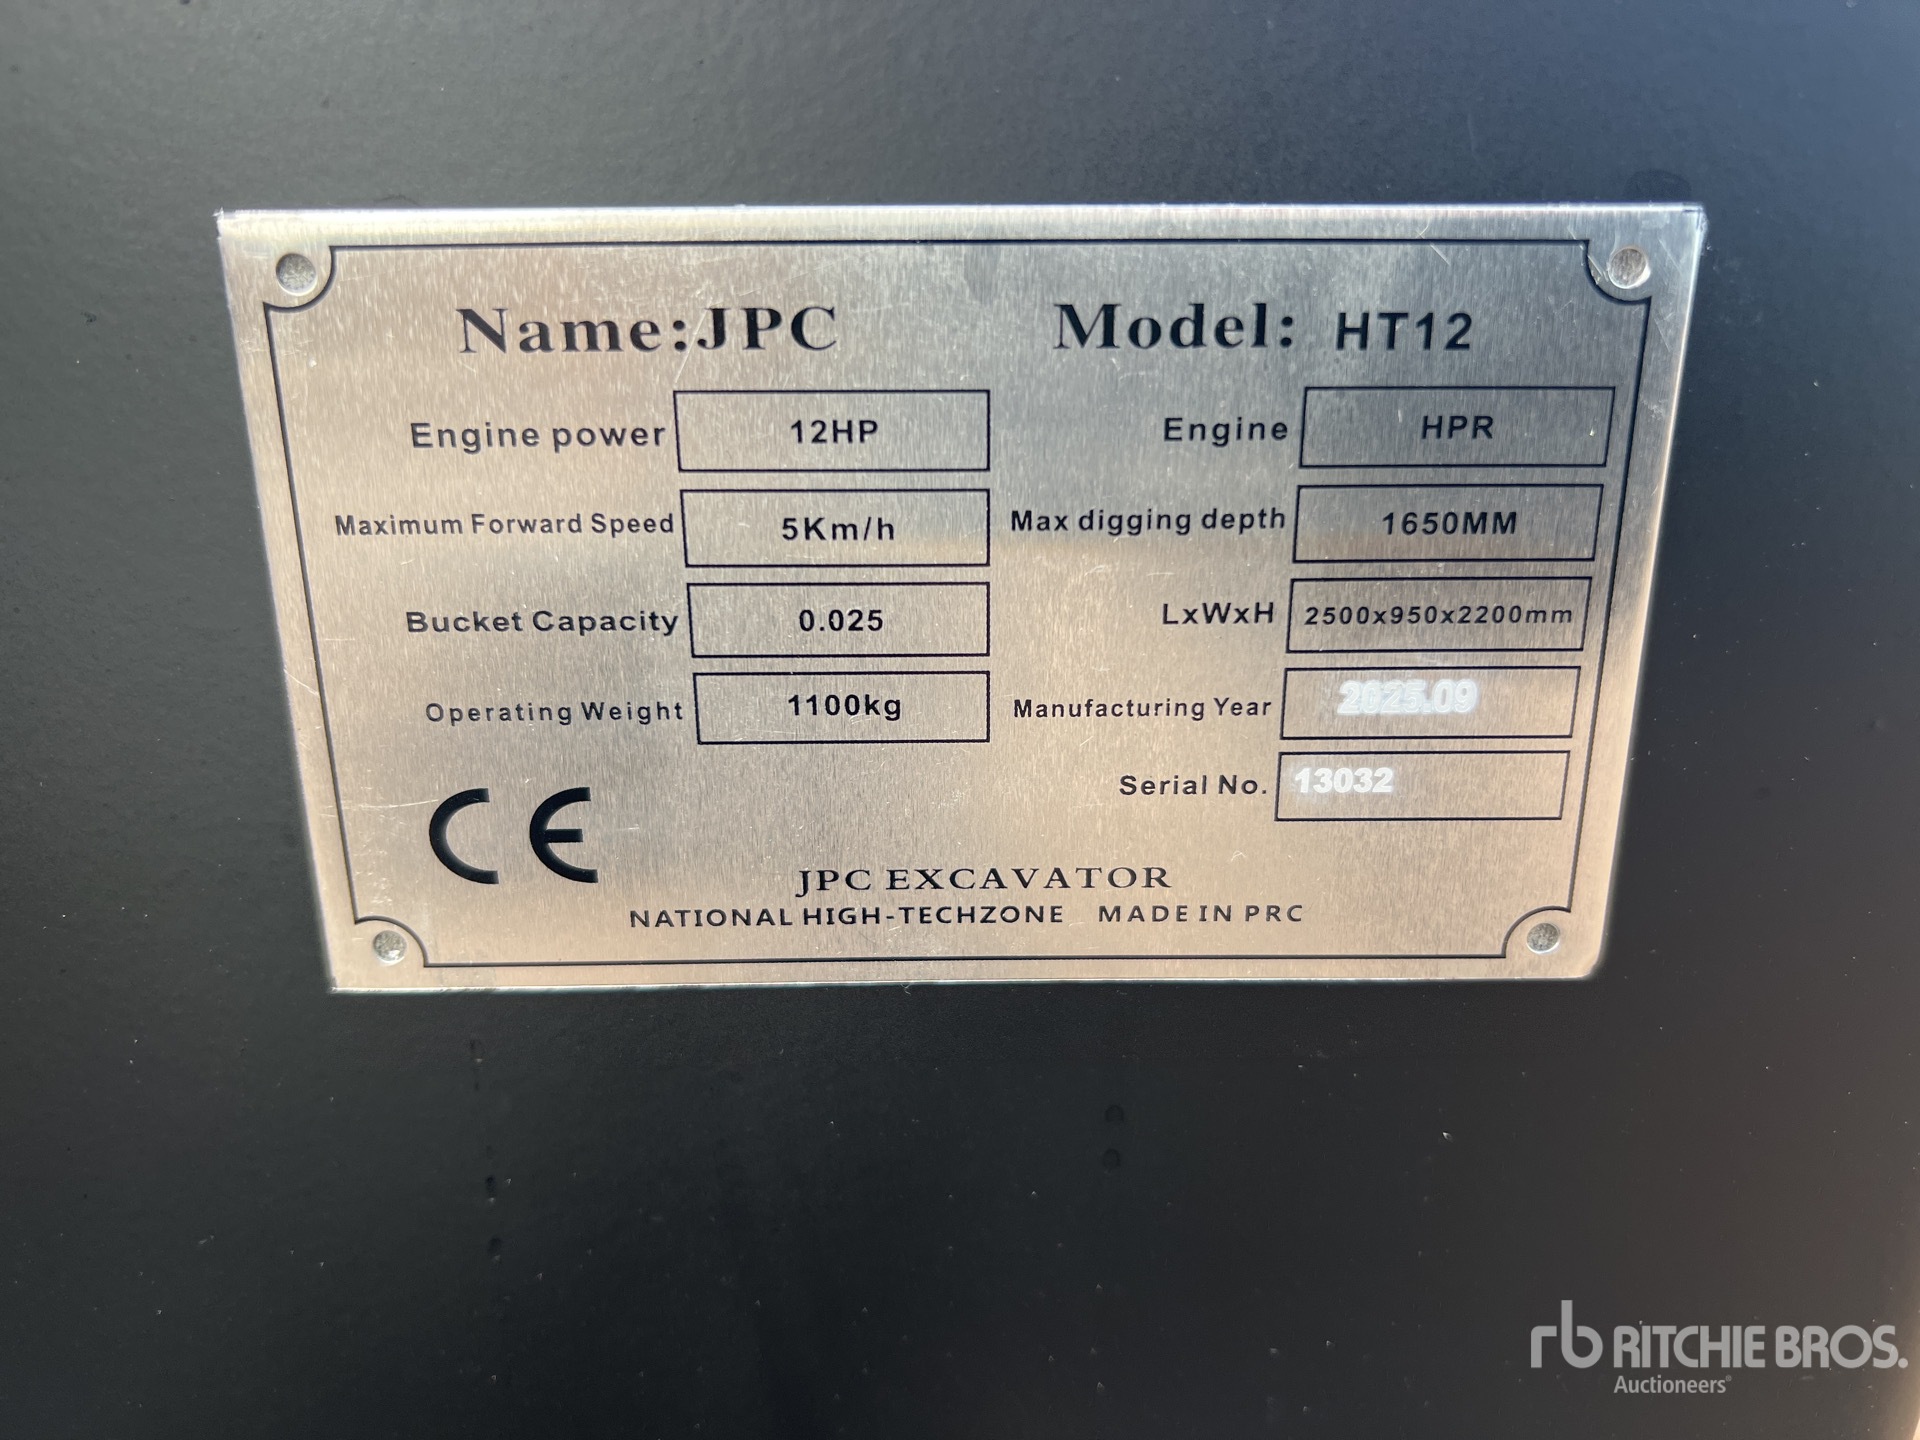 Name:JPC Model: HT12
Engine power 12HP Engine HPR
Maximum Forward Speed 5Km/h Max digging depth 1650MM
Bucket Capacity 0.025 LxWxH 2500x950x2200mm
Operating Weight 1100kg Manufacturing Year 2025.09
Serial No. 13032
CE
JPC EXCAVATOR
NATIONAL HIGH-TECHZONE MADE IN PRC
rb RITCHIE BROS.
Auctioneers